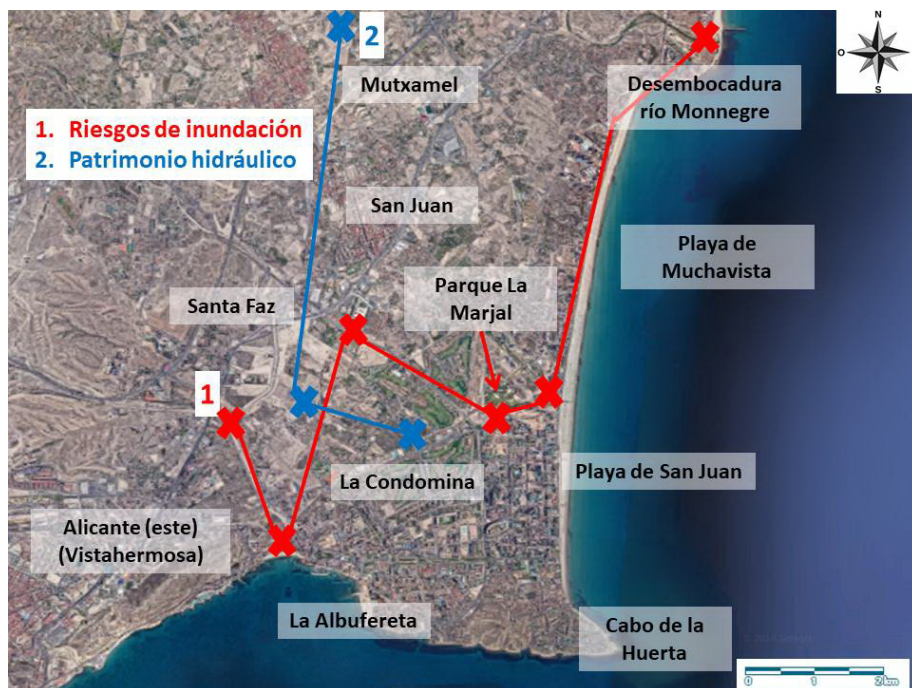 N
O
S
2
Mutxamel
Desembocadura
río Monnegre
1. Riesgos de inundación
2. Patrimonio hidráulico
San Juan
Playa de
Muchavista
Parque La
Marjal
Santa Faz
1
La Condomina
Playa de San Juan
Alicante (este)
(Vistahermosa)
La Albufereta
Cabo de la
Huerta
0 1 2 km